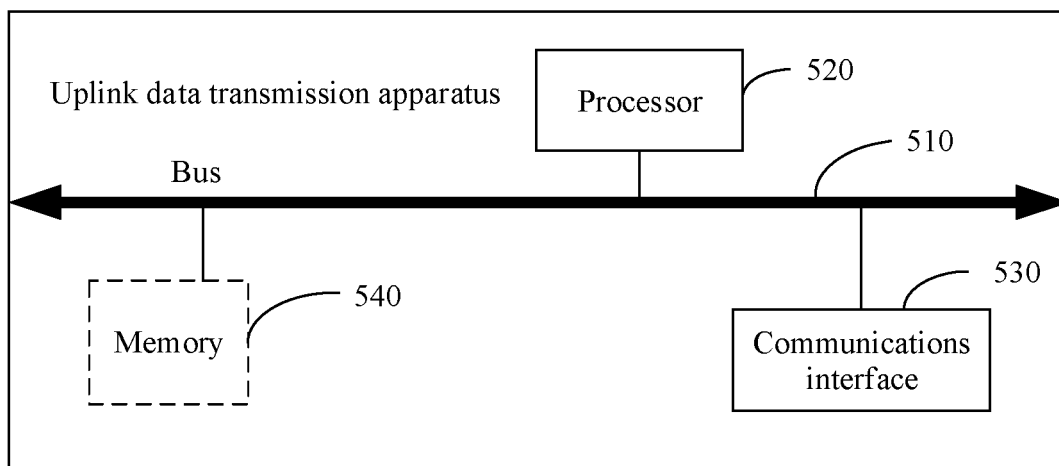 520
Uplink data transmission apparatus
Processor
510
Bus
540
530
Memory
Communications
interface